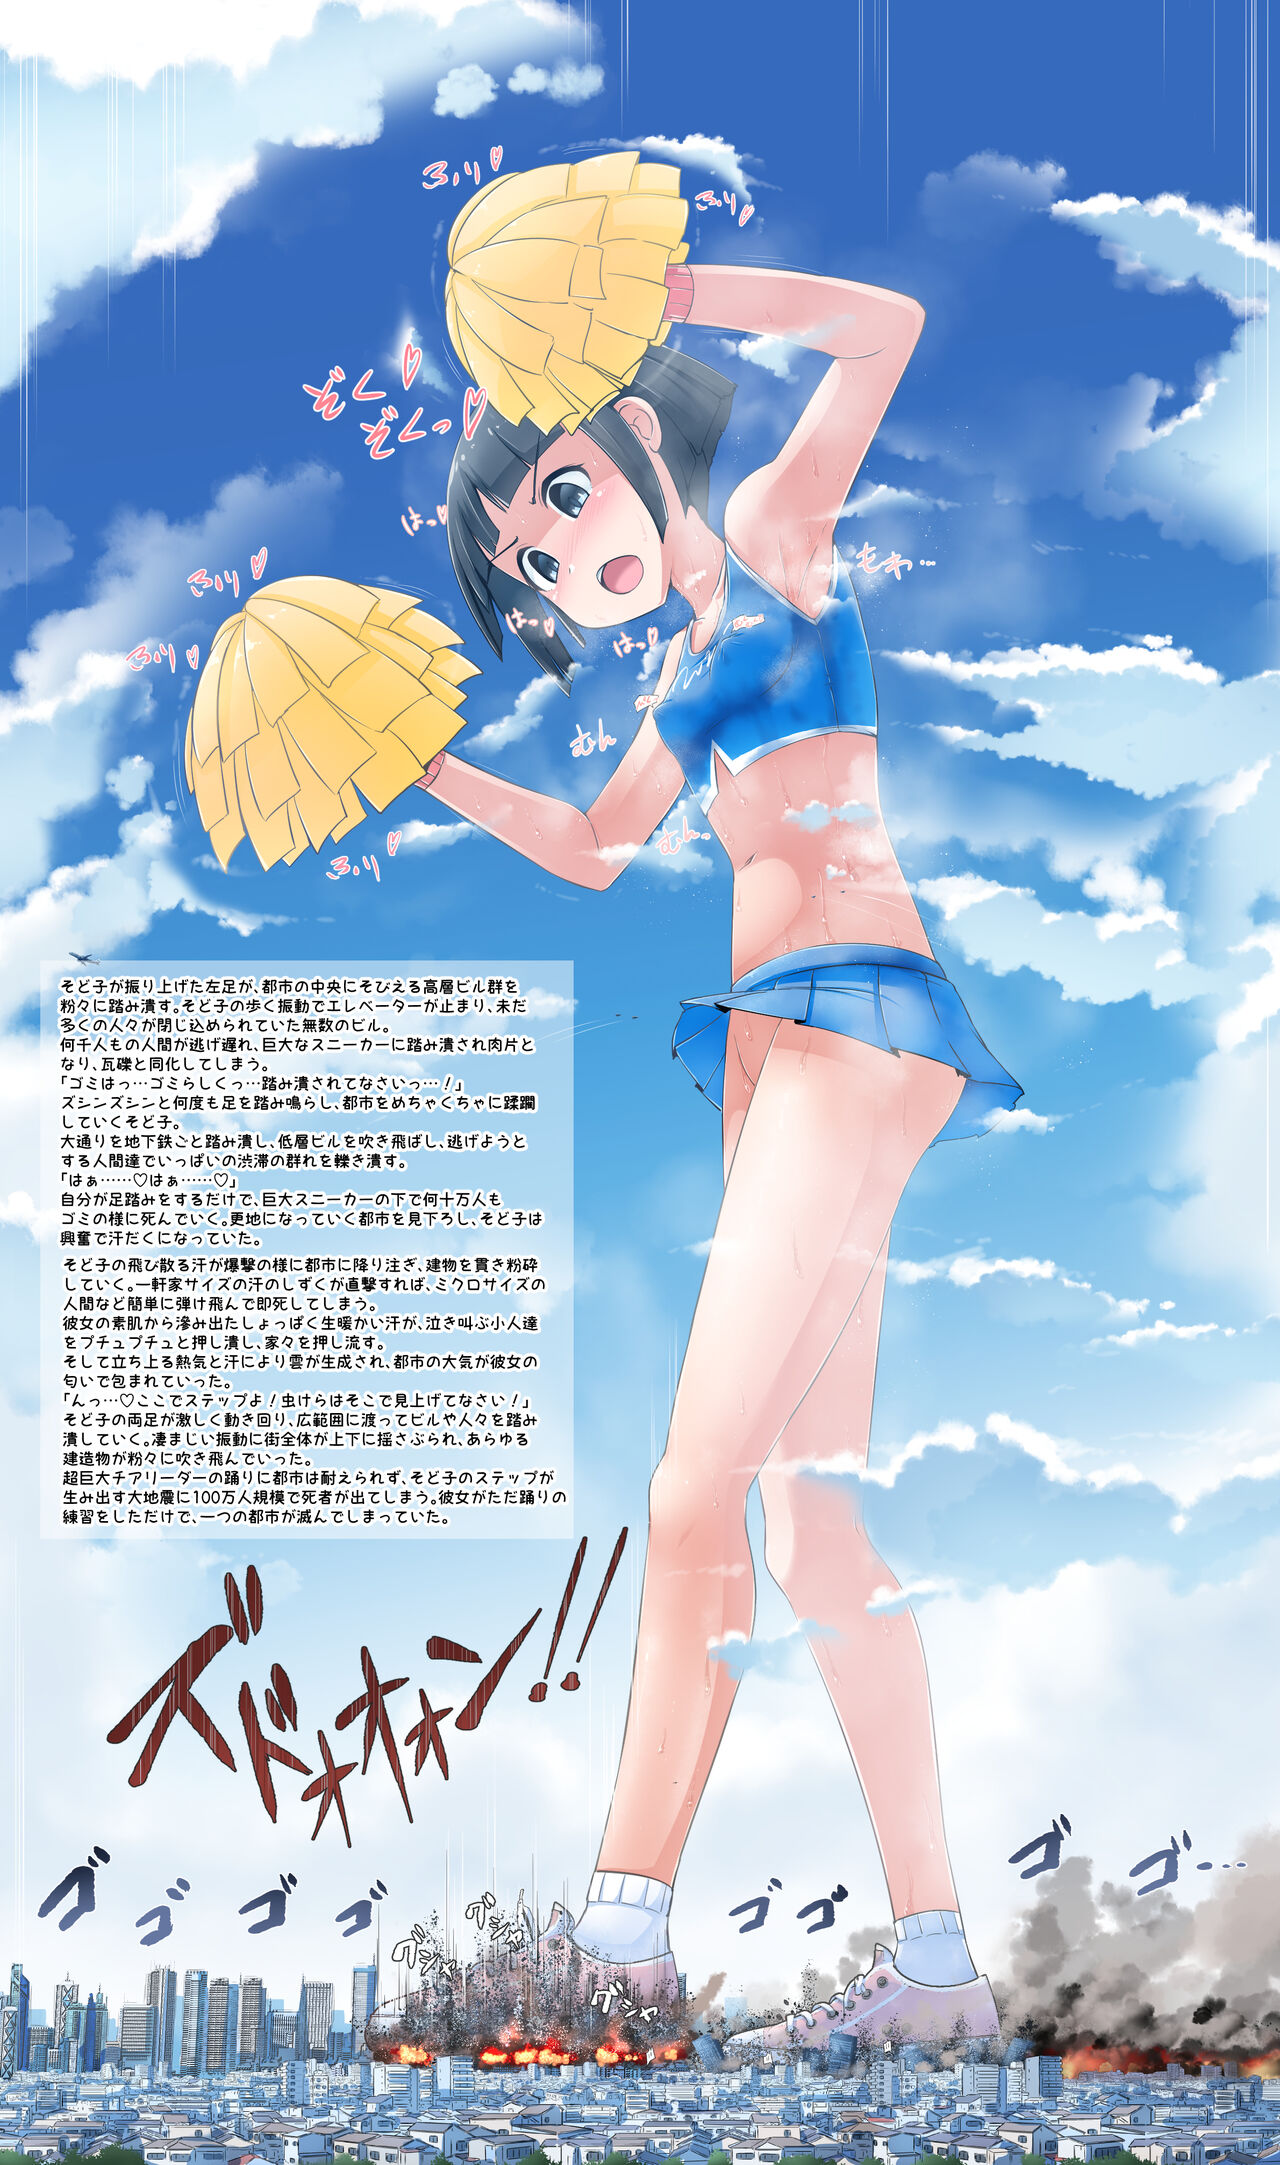 ふり♡
ふり♡
ぞく♡
ぞくっ♡
はっ♡
もわ…
ふり♡
はっ♡
はっ♡
ふり♡
むん
むんっ
ふり♡
そど子が振り上げた左足が、都市の中央にそびえる高層ビル群を
粉々に踏み潰す。そど子の歩く振動でエレベーターが止まり、未だ
多くの人々が閉じ込められていた無数のビル。
何千人もの人間が逃げ遅れ、巨大なスニーカーに踏み潰され肉片と
なり、瓦礫と同化してしまう。
「ゴミはっ…ゴミらしくっ…踏み潰されてなさいっ…！」
ズシンズシンと何度も足を踏み鳴らし、都市をめちゃくちゃに蹂躙
していくそど子。
大通りを地下鉄ごと踏み潰し、低層ビルを吹き飛ばし、逃げようと
する人間達でいっぱいの渋滞の群れを轢き潰す。
「はぁ……♡はぁ……♡」
自分が足踏みをするだけで、巨大スニーカーの下で何十万人も
ゴミの様に死んでいく。更地になっていく都市を見下ろし、そど子は
興奮で汗だくになっていた。
そど子の飛び散る汗が爆撃の様に都市に降り注ぎ、建物を貫き粉砕
していく。一軒家サイズの汗のしずくが直撃すれば、ミクロサイズの
人間など簡単に弾け飛んで即死してしまう。
彼女の素肌から滲み出たしょっぱく生暖かい汗が、泣き叫ぶ小人達
をプチュプチュと押し潰し、家々を押し流す。
そして立ち上る熱気と汗により雲が生成され、都市の大気が彼女の
匂いで包まれていった。
「んっ…♡ここでステップよ！虫けらはそこで見上げてなさい！」
そど子の両足が激しく動き回り、広範囲に渡ってビルや人々を踏み
潰していく。凄まじい振動に街全体が上下に揺さぶられ、あらゆる
建造物が粉々に吹き飛んでいった。
超巨大チアリーダーの踊りに都市は耐えられず、そど子のステップが
生み出す大地震に100万人規模で死者が出てしまう。彼女がただ踊りの
練習をしただけで、一つの都市が滅んでしまっていた。
ズドォオォン!!
ゴゴゴゴ
ゴゴ
ゴゴ…
グシャ
グシャ
グシャ